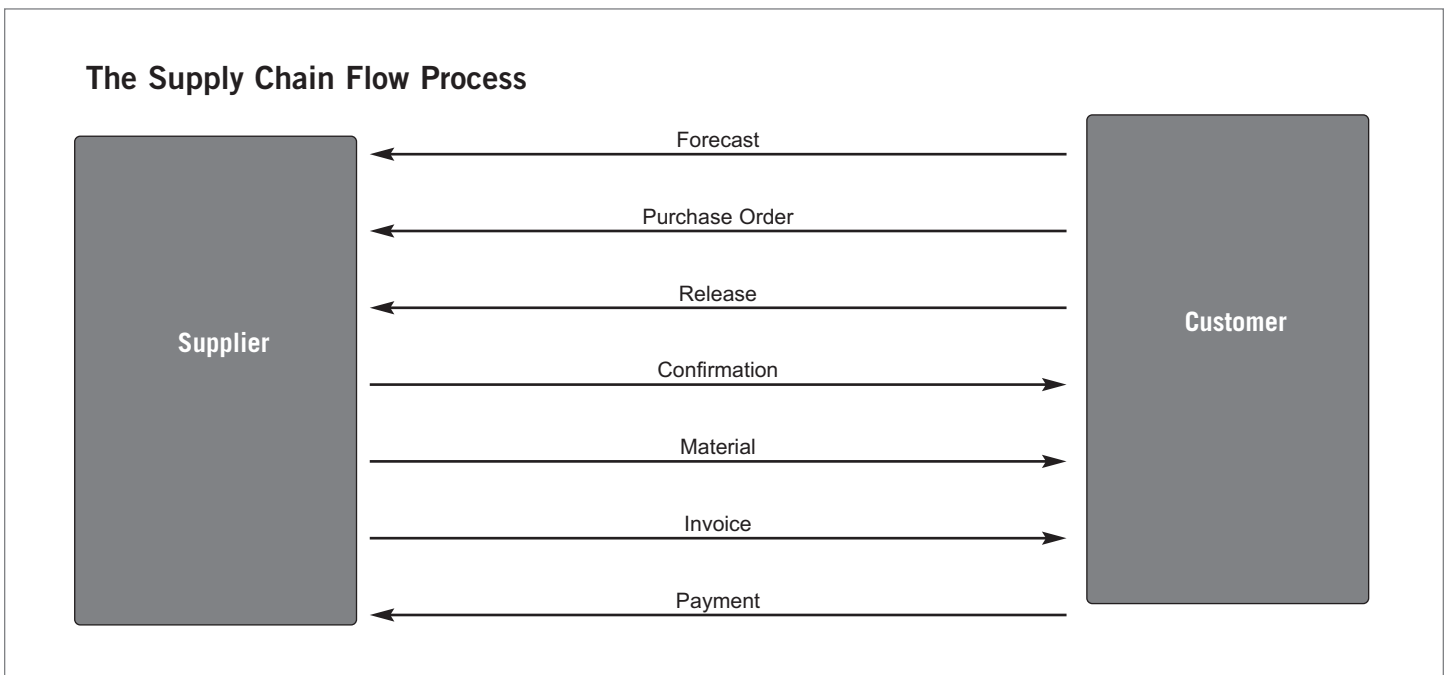 The Supply Chain Flow Process
Forecast
Purchase Order
Release
Supplier
Customer
Confirmation
Material
Invoice
Payment